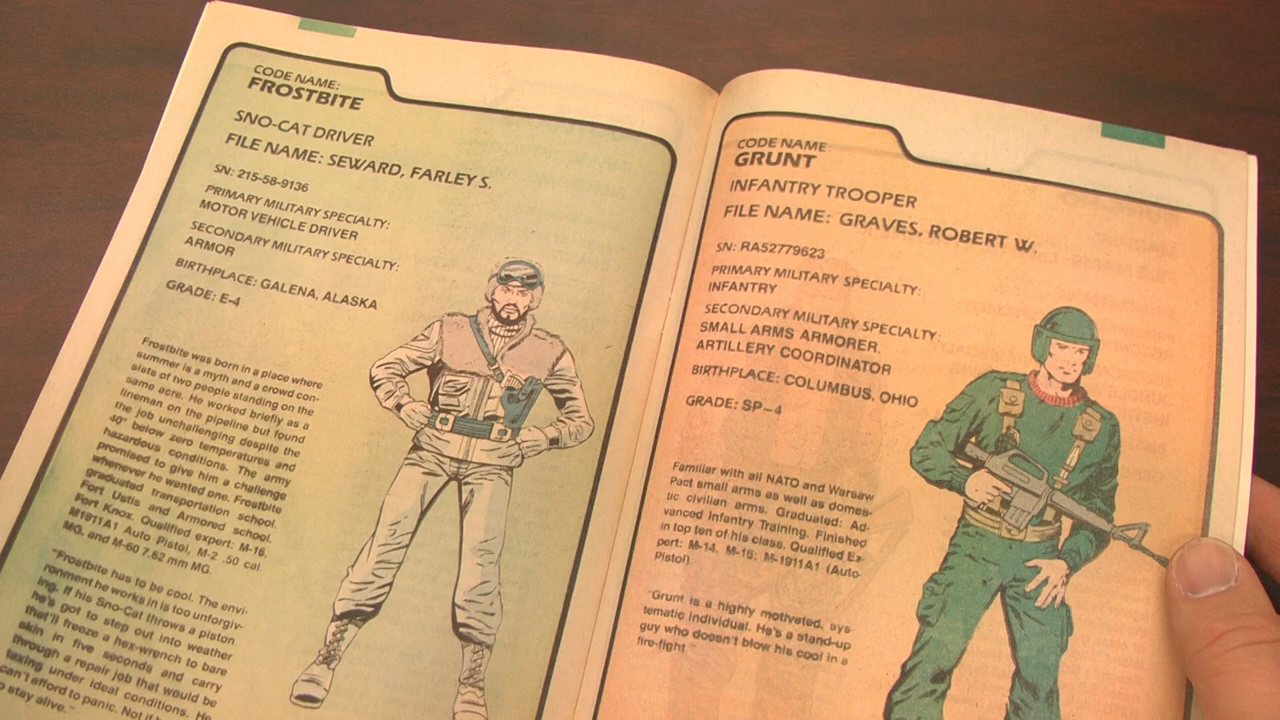 CODE NAME:
FROSTBITE
SNO-CAT DRIVER
FILE NAME: SEWARD, FARLEY S.
SN: 215-58-9136
PRIMARY MILITARY SPECIALTY:
MOTOR VEHICLE DRIVER
SECONDARY MILITARY SPECIALTY:
ARMOR
BIRTHPLACE: GALENA, ALASKA
GRADE: E-4
Frostbite was born in a place where
summer is a myth and a crowd con-
sists of two people standing on the
same acre. He worked briefly as a
lineman on the pipeline but found
the job unchallenging despite the
40° below zero temperatures and
hazardous conditions. The army
promised to give him a challenge
whenever he wanted one. Frostbite
graduated transportation school,
Fort Ustis and Armored school,
Fort Knox. Qualified expert: M-16,
M1911A1 Auto Pistol, M-2 .50 cal.
MG, and M-60 7.62 mm MG.
"Frostbite has to be cool. The envi-
ronment he works in is too unforgiv-
ing. If his Sno-Cat throws a piston
he's got to step out into weather
that'll freeze a hex-wrench to bare
skin in five seconds and carry
through a repair job that would be
taxing under ideal conditions. He
can't afford to panic. Not if h
o stay alive."
CODE NAME:
GRUNT
INFANTRY TROOPER
FILE NAME: GRAVES, ROBERT W.
SN: RA52779623
PRIMARY MILITARY SPECIALTY:
INFANTRY
SECONDARY MILITARY SPECIALTY:
SMALL ARMS ARMORER,
ARTILLERY COORDINATOR
BIRTHPLACE: COLUMBUS, OHIO
GRADE: SP-4
Familiar with all NATO and Warsaw
Pact small arms as well as domes-
tic civilian arms. Graduated: Ad-
vanced Infantry Training. Finished
in top ten of his class. Qualified Ex-
pert: M-14, M-16; M-1911A1 (Auto-
Pistol)
"Grunt is a highly motivated, sys-
tematic individual. He's a stand-up
guy who doesn't blow his cool in a
fire-fight